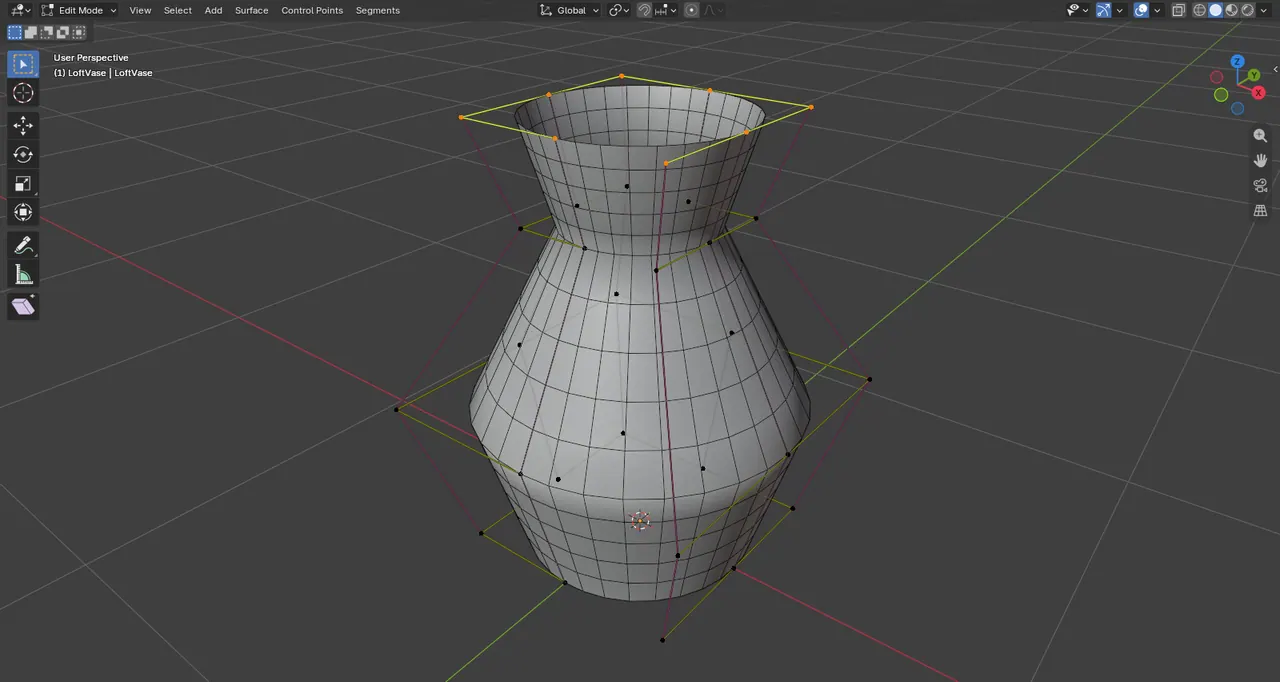 Edit Mode View Select Add Surface Control Points Segments Global
User Perspective
(1) LoftVase | LoftVase
Z
Y
X